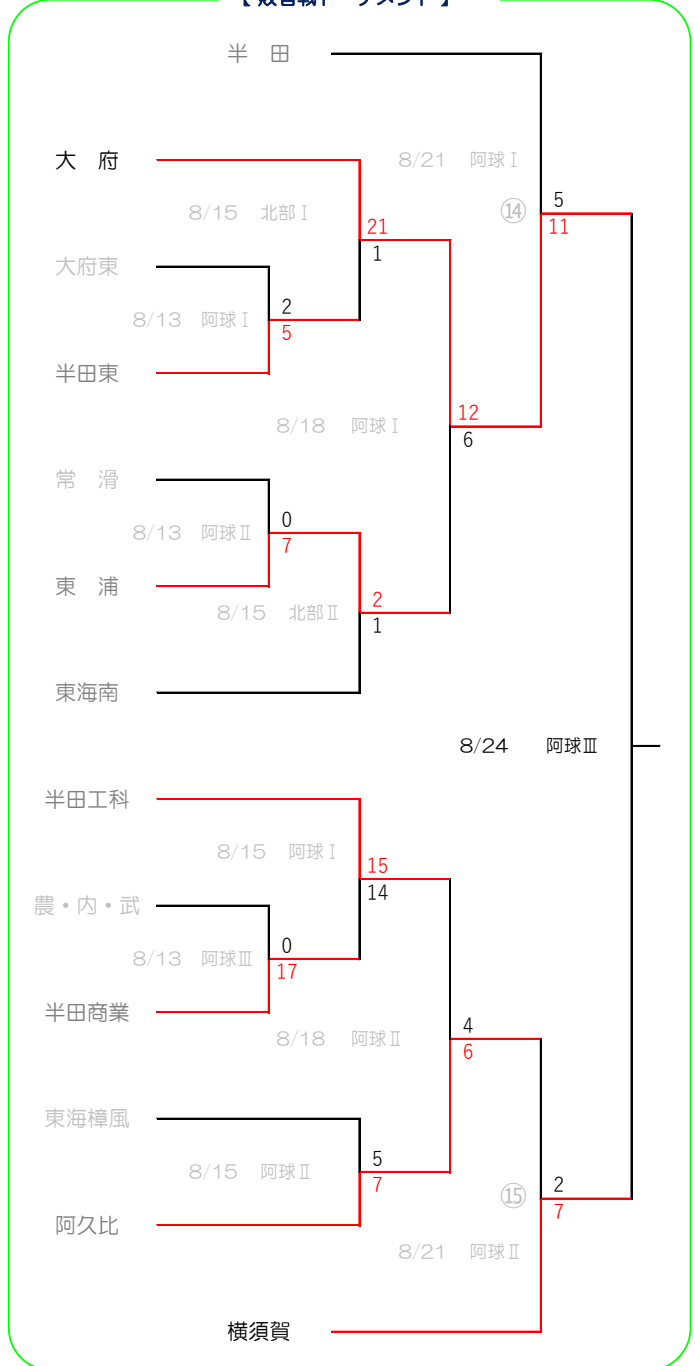 半　田
大　府
8/21　阿球Ⅰ
8/15　北部Ⅰ
⑭
5
11
21
1
大府東
8/13　阿球Ⅰ
2
5
半田東
12
8/18　阿球Ⅰ
6
常　滑
0
8/13　阿球Ⅱ
7
東　浦
8/15　北部Ⅱ
2
1
東海南
8/24　阿球Ⅲ
半田工科
8/15　阿球Ⅰ
15
14
農・内・武
0
8/13　阿球Ⅲ
17
半田商業
4
8/18　阿球Ⅱ
6
東海樟風
5
8/15　阿球Ⅱ
7
⑮
2
7
阿久比
8/21　阿球Ⅱ
横須賀